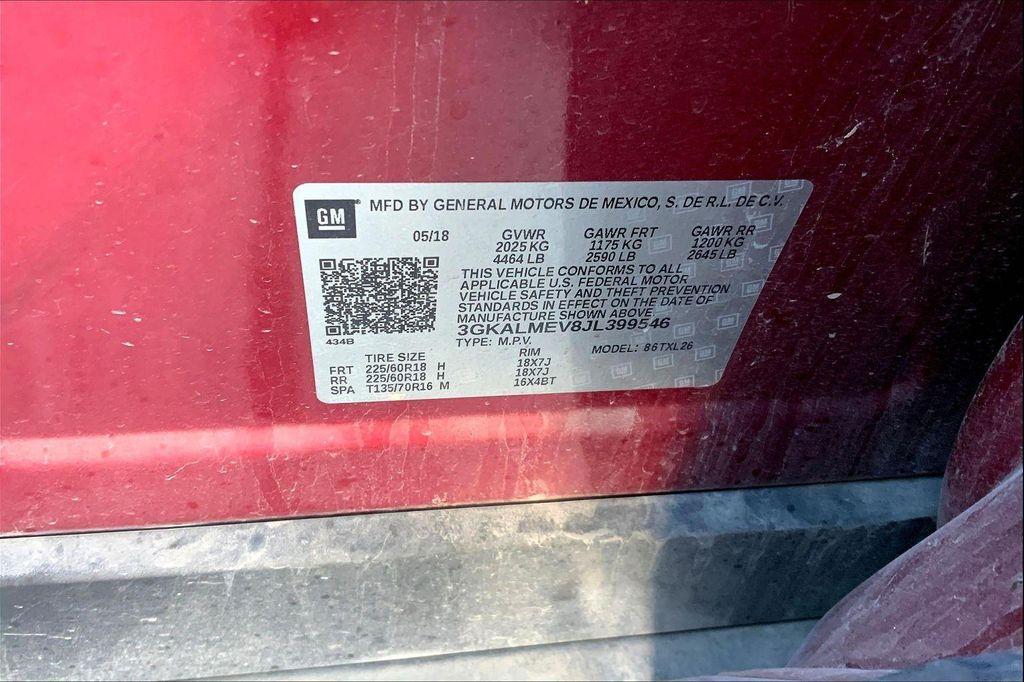 GM MFD BY GENERAL MOTORS DE MEXICO, S. DE R.L. DE C.V.
05/18 GVWR GAWR FRT GAWR RR
2025 KG 1175 KG 1200 KG
4464 LB 2590 LB 2645 LB
THIS VEHICLE CONFORMS TO ALL
APPLICABLE U.S. FEDERAL MOTOR
VEHICLE SAFETY AND THEFT PREVENTION
STANDARDS IN EFFECT ON THE DATE OF
MANUFACTURE SHOWN ABOVE
3GKALMEV8JL399546
434B
TYPE: M.P.V. MODEL: 86TXL26
TIRE SIZE RIM
FRT 225/60R18 H 18X7J
RR 225/60R18 H 18X7J
SPA T135/70R16 M 16X4BT